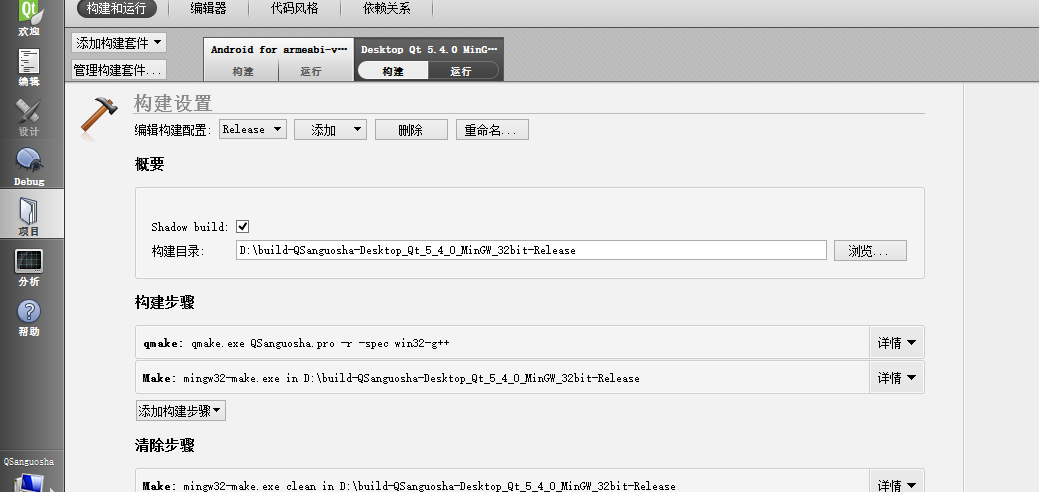 构建和运行 编辑器 代码风格 依赖关系
Qt
欢迎
编辑
设计
Debug
项目
分析
帮助
QSanguosha
添加构建套件
管理构建套件...
Android for armeabi-v…
构建 运行
Desktop Qt 5.4.0 MinG…
构建 运行
构建设置
编辑构建配置: Release 添加 删除 重命名...
概要
Shadow build:
构建目录: D:\build-QSanguosha-Desktop_Qt_5_4_0_MinGW_32bit-Release 浏览...
构建步骤
qmake: qmake.exe QSanguosha.pro -r -spec win32-g++ 详情
Make: mingw32-make.exe in D:\build-QSanguosha-Desktop_Qt_5_4_0_MinGW_32bit-Release 详情
添加构建步骤
清除步骤
Make: mingw32-make.exe clean in D:\build-QSanguosha-Desktop_Qt_5_4_0_MinGW_32bit-Release 详情